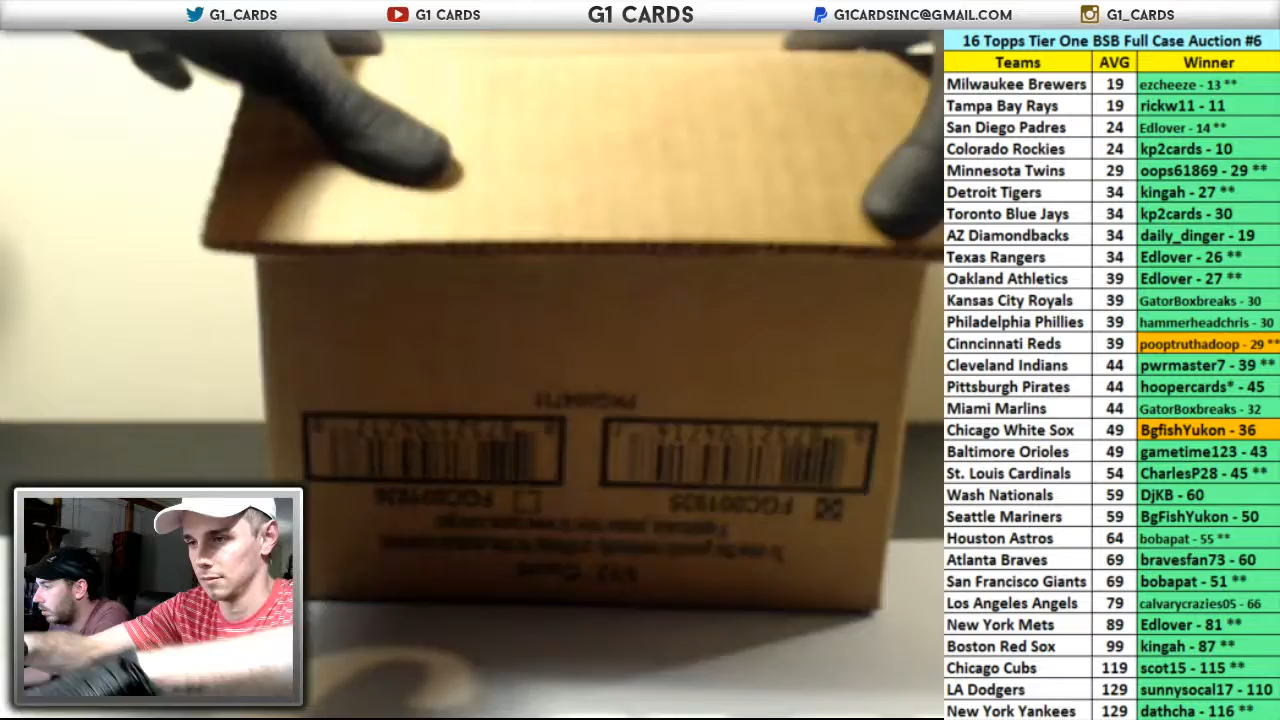 G1_CARDS
G1 CARDS
G1 CARDS
G1CARDSINC@GMAIL.COM
G1_CARDS
16 Topps Tier One BSB Full Case Auction #6
Teams AVG Winner
Milwaukee Brewers 19 ezcheeze - 13 **
Tampa Bay Rays 19 rickw11 - 11
San Diego Padres 24 Edlover - 14 **
Colorado Rockies 24 kp2cards - 10
Minnesota Twins 29 oops61869 - 29 **
Detroit Tigers 34 kingah - 27 **
Toronto Blue Jays 34 kp2cards - 30
AZ Diamondbacks 34 daily_dinger - 19
Texas Rangers 34 Edlover - 26 **
Oakland Athletics 39 Edlover - 27 **
Kansas City Royals 39 GatorBoxbreaks - 30
Philadelphia Phillies 39 hammerheadchris - 30
Cinncinnati Reds 39 pooptruthadoop - 29 **
Cleveland Indians 44 pwrmaster7 - 39 **
Pittsburgh Pirates 44 hoopercards* - 45
Miami Marlins 44 GatorBoxbreaks - 32
Chicago White Sox 49 BgfishYukon - 36
Baltimore Orioles 49 gametime123 - 43
St. Louis Cardinals 54 CharlesP28 - 45 **
Wash Nationals 59 DjKB - 60
Seattle Mariners 59 BgFishYukon - 50
Houston Astros 64 bobapat - 55 **
Atlanta Braves 69 bravesfan73 - 60
San Francisco Giants 69 bobapat - 51 **
Los Angeles Angels 79 calvarycrazies05 - 66
New York Mets 89 Edlover - 81 **
Boston Red Sox 99 kingah - 87 **
Chicago Cubs 119 scot15 - 115 **
LA Dodgers 129 sunnysocal17 - 110
New York Yankees 129 dathcha - 116 **
FGC001936
FGC001935